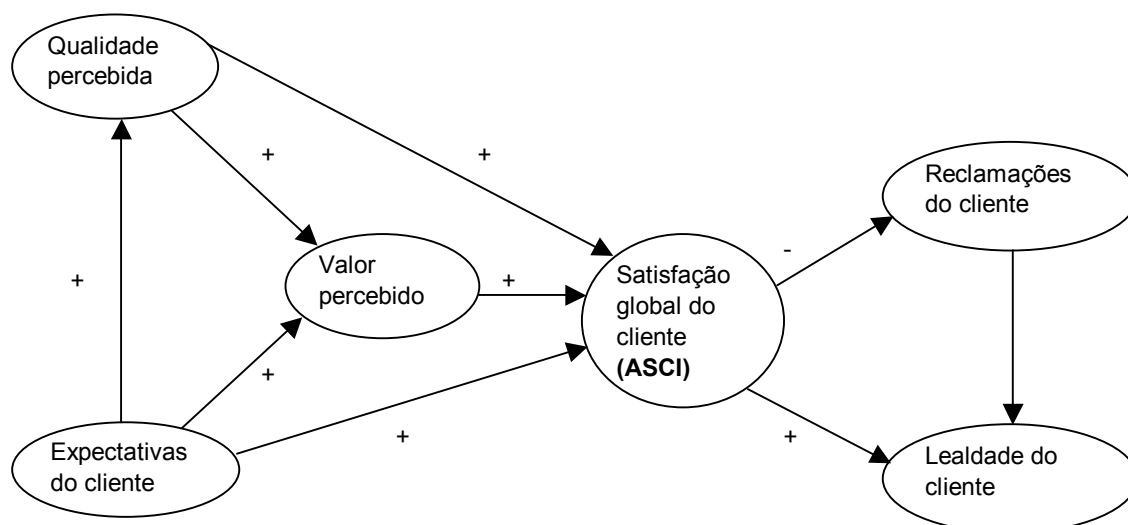 Qualidade
percebida
+
+
Reclamações
do cliente
+
Valor
percebido
+
Satisfação
global do
cliente
(ASCI)
-
+
+
+
Expectativas
do cliente
+
Lealdade do
cliente